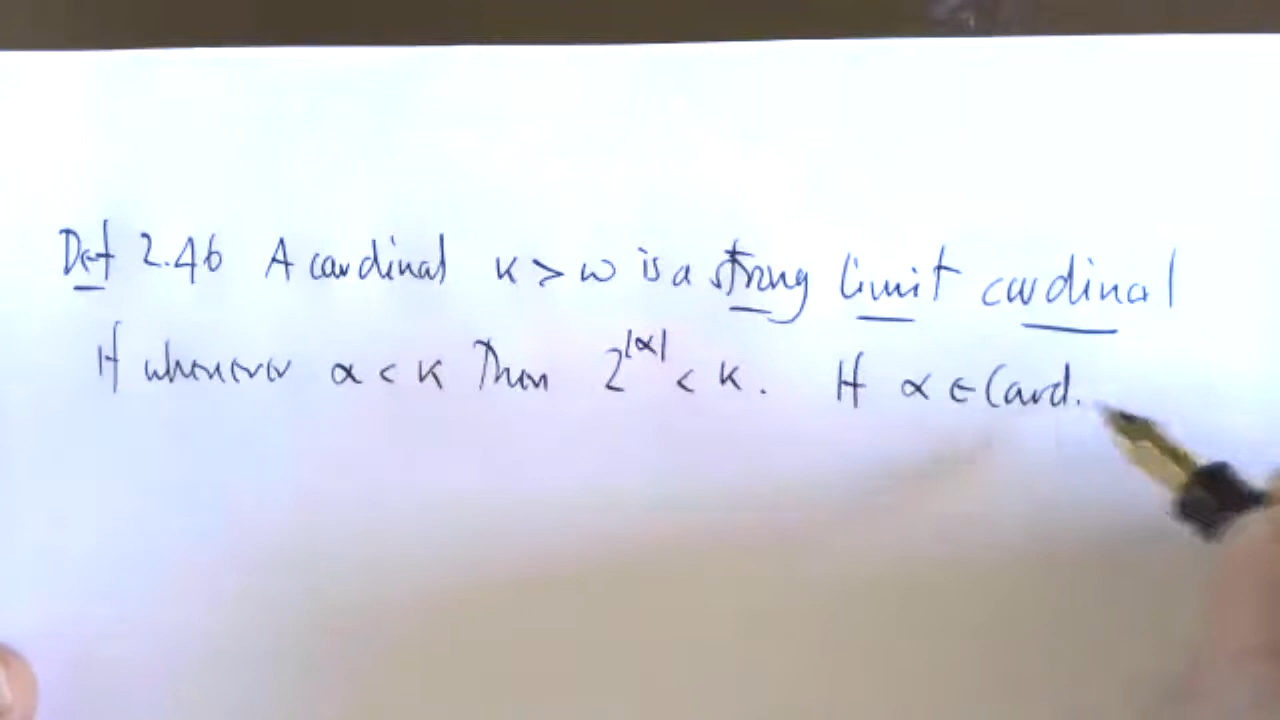 Def 2.46 A cardinal κ > ω is a strong limit cardinal
If whenever α < κ Then 2^|α| < κ. If α ∈ Card.